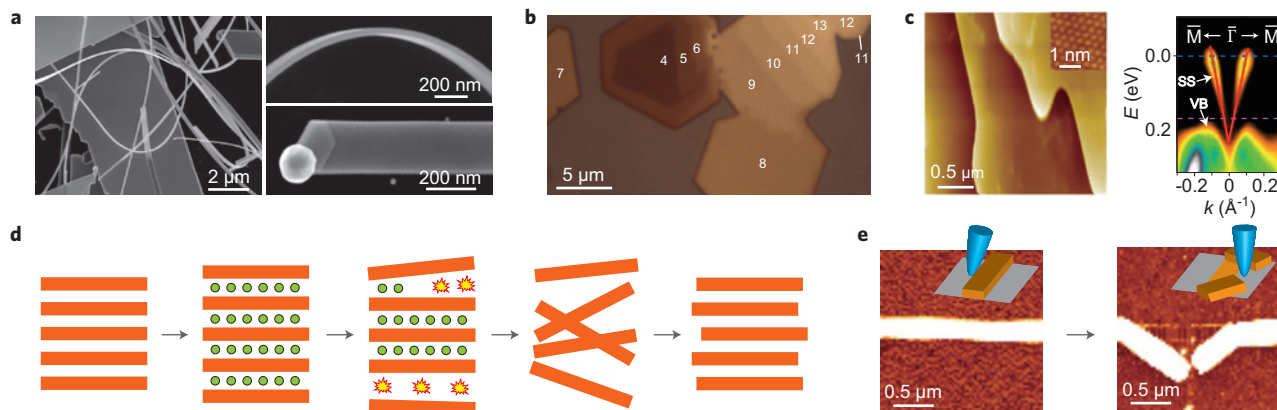 a
2 μm
200 nm
200 nm
b
7
4
5
6
13
12
12
11
11
10
9
8
5 μm
c
1 nm
0.5 μm
M̅ Γ̅ M̅
0.0
SS
VB
0.2
E (eV)
-0.2 0 0.2
k (Å⁻¹)
d
e
0.5 μm
0.5 μm